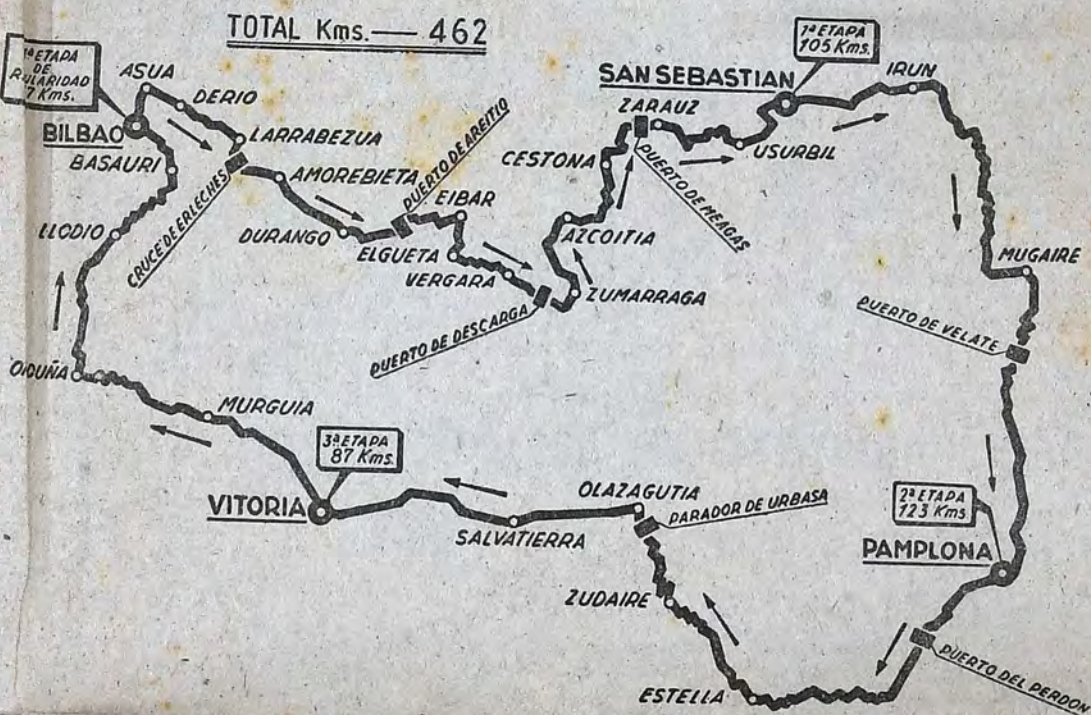 TOTAL Kms.— 462
ETAPA
DE
7 Kms.
BILBAO
ASUA
DERIO
LARRABEZUA
BASAURI
CRUCE DE ERLECHES
AMOREBIETA
LLODIO
DURANGO
PUERTO DE AREITIO
EIBAR
ELGUETA
VERGARA
PUERTO DE DESCARGA
ZUMARRAGA
AZCOITIA
CESTONA
PUERTO DE MEAGAS
ZARAUZ
USURBIL
SAN SEBASTIAN
1ª ETAPA
105 Kms.
IRUN
MUGAIRE
PUERTO DE VELATE
2ª ETAPA
123 Kms
PAMPLONA
PUERTO DEL PERDON
ESTELLA
ZUDAIRE
PARADOR DE URBASA
OLAZAGUTIA
SALVATIERRA
3ª ETAPA
87 Kms.
VITORIA
MURGUIA
ORDUÑA